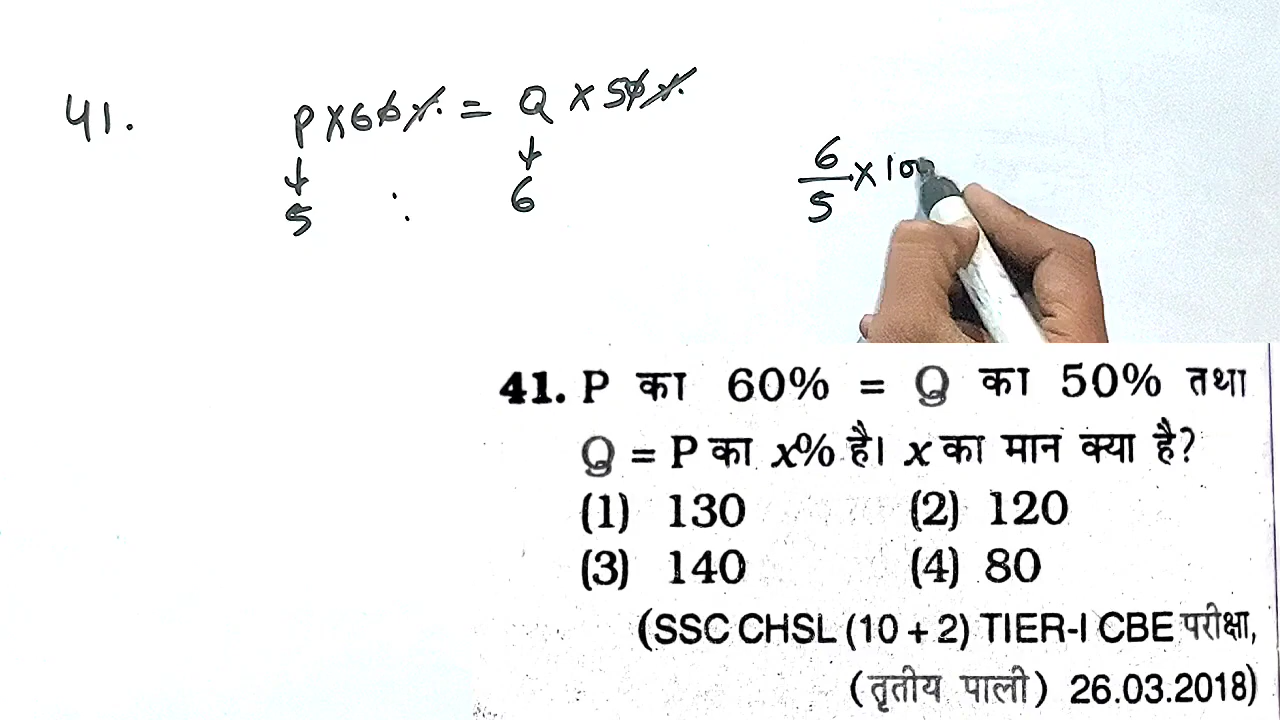 41. P×60% = Q×50%
5 : 6
6/5 ×100
41. P का 60% = Q का 50% तथा
Q = P का x% है। x का मान क्या है?
(1) 130 (2) 120
(3) 140 (4) 80
(SSC CHSL (10 + 2) TIER-I CBE परीक्षा,
(तृतीय पाली) 26.03.2018)